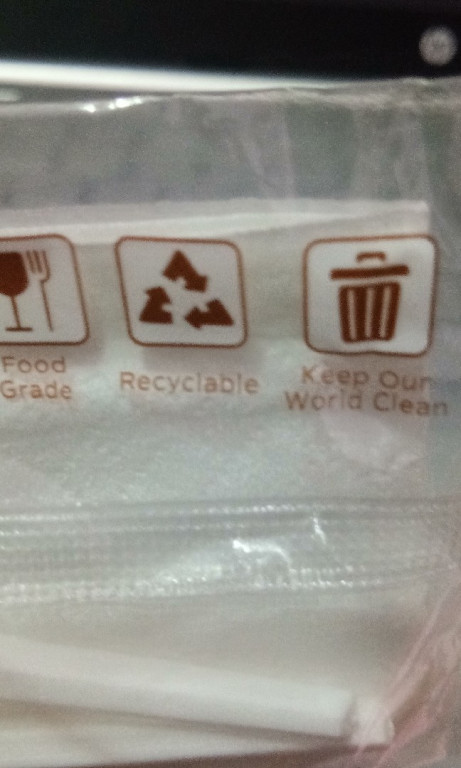 Food
Grade
Recyclable
Keep Our
World Clean